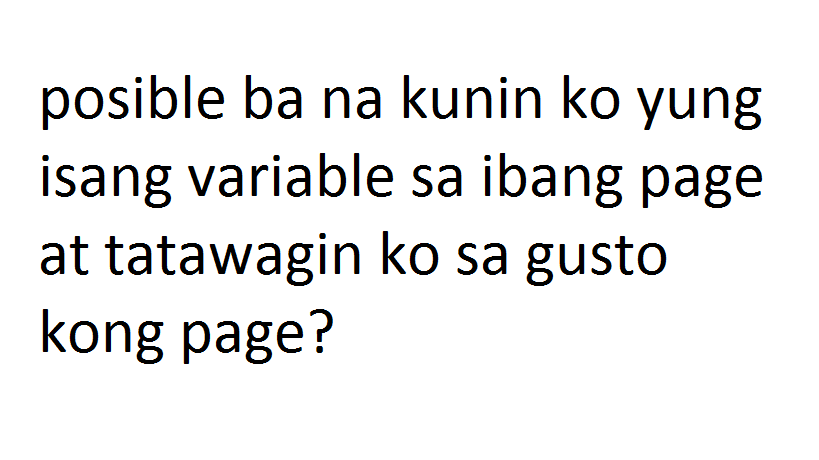 posible ba na kunin ko yung
isang variable sa ibang page
at tatawagin ko sa gusto
kong page?